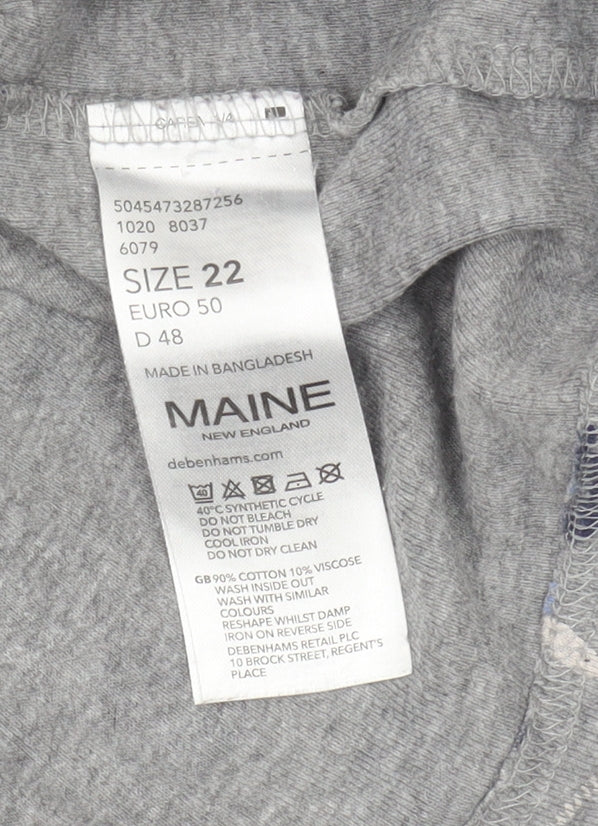 5045473287256
1020 8037
6079
SIZE 22
EURO 50
D 48
MADE IN BANGLADESH
MAINE
NEW ENGLAND
debenhams.com
40
40°C SYNTHETIC CYCLE
DO NOT BLEACH
DO NOT TUMBLE DRY
COOL IRON
DO NOT DRY CLEAN
GB 90% COTTON 10% VISCOSE
WASH INSIDE OUT
WASH WITH SIMILAR
COLOURS
RESHAPE WHILST DAMP
IRON ON REVERSE SIDE
DEBENHAMS RETAIL PLC
10 BROCK STREET, REGENT'S
PLACE